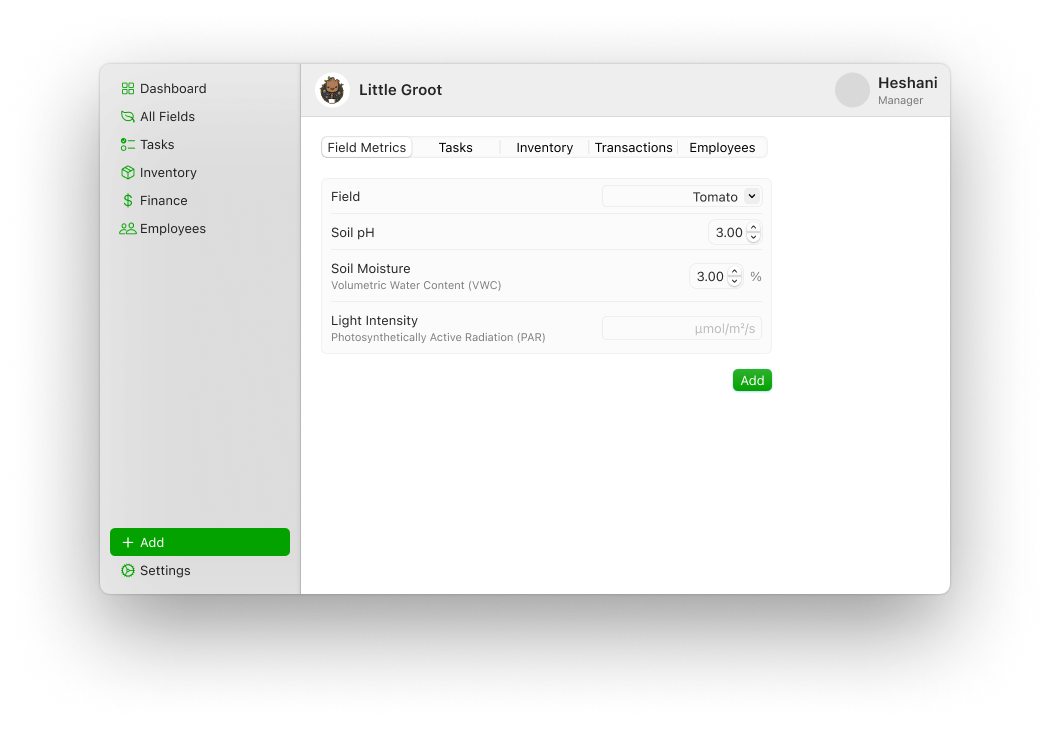 Dashboard
All Fields
Tasks
Inventory
Finance
Employees
Add
Settings
Little Groot
Heshani
Manager
Field Metrics Tasks Inventory Transactions Employees
Field Tomato
Soil pH 3.00
Soil Moisture 3.00 %
Volumetric Water Content (VWC)
Light Intensity μmol/m²/s
Photosynthetically Active Radiation (PAR)
Add